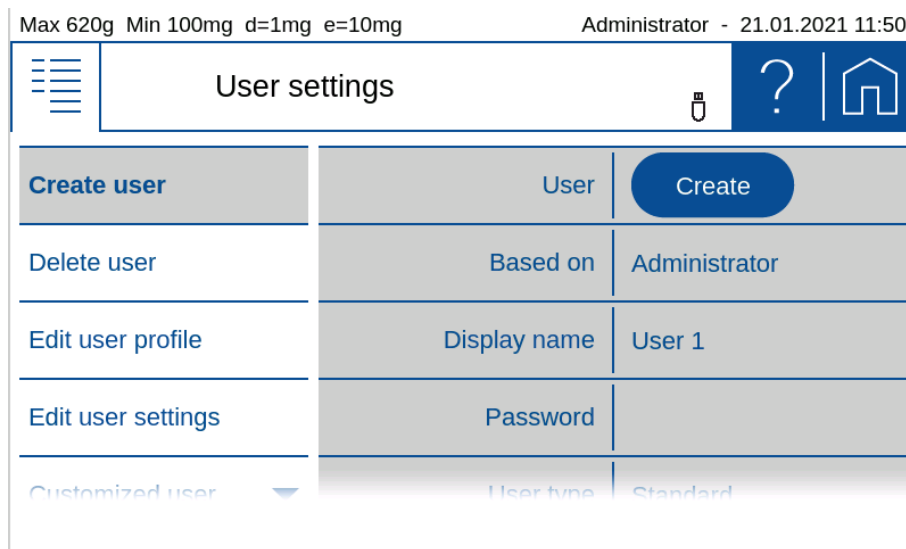 Max 620g Min 100mg d=1mg e=10mg Administrator - 21.01.2021 11:50
User settings ?
Create user User Create
Delete user Based on Administrator
Edit user profile Display name User 1
Edit user settings Password
Customized user User type Standard